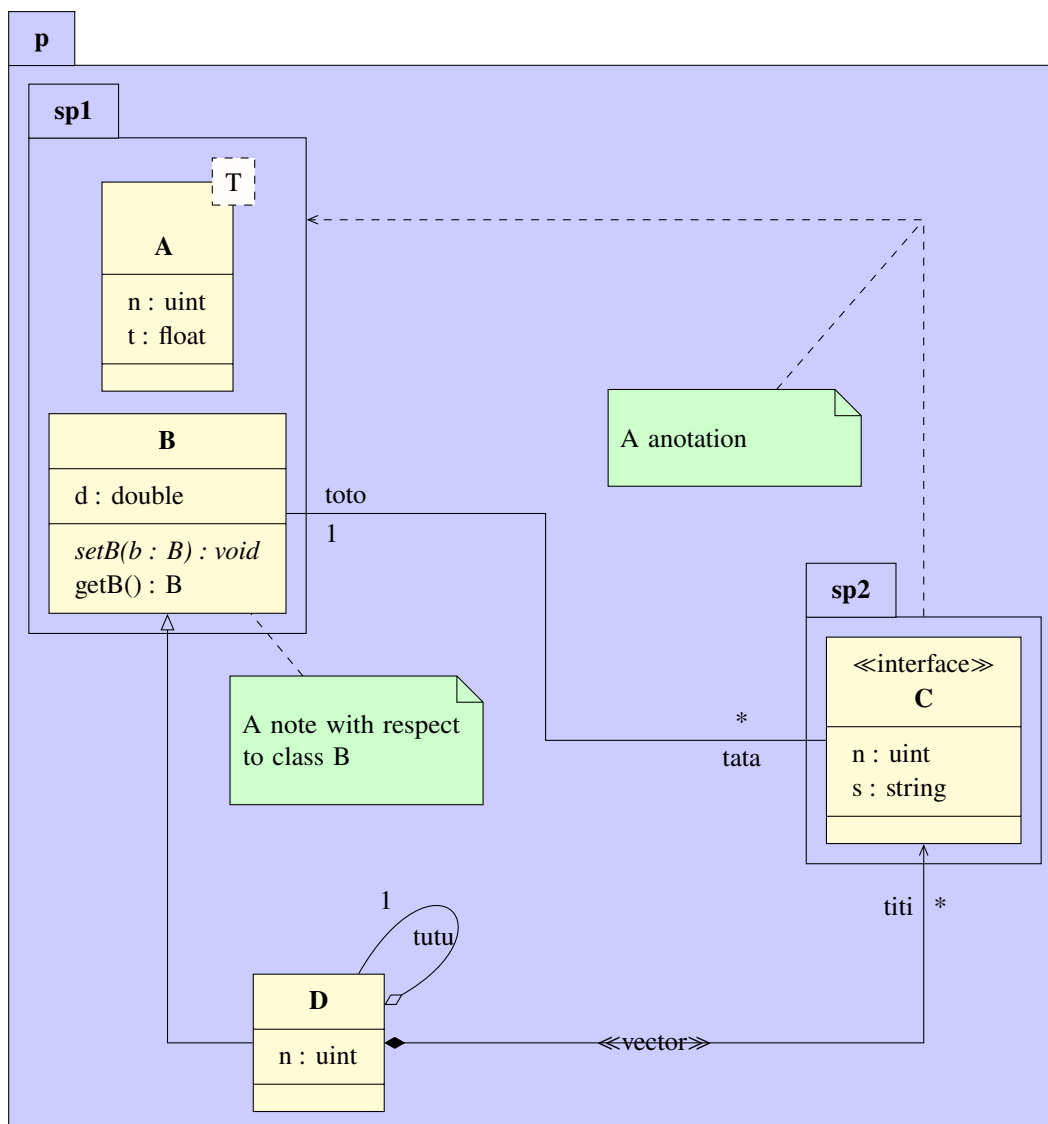 p
sp1
T
A
n : uint
t : float
B
d : double
setB(b : B) : void
getB() : B
toto
1
A anotation
sp2
≪interface≫
C
n : uint
s : string
*
tata
A note with respect
to class B
titi *
1
tutu
D
n : uint
≪vector≫